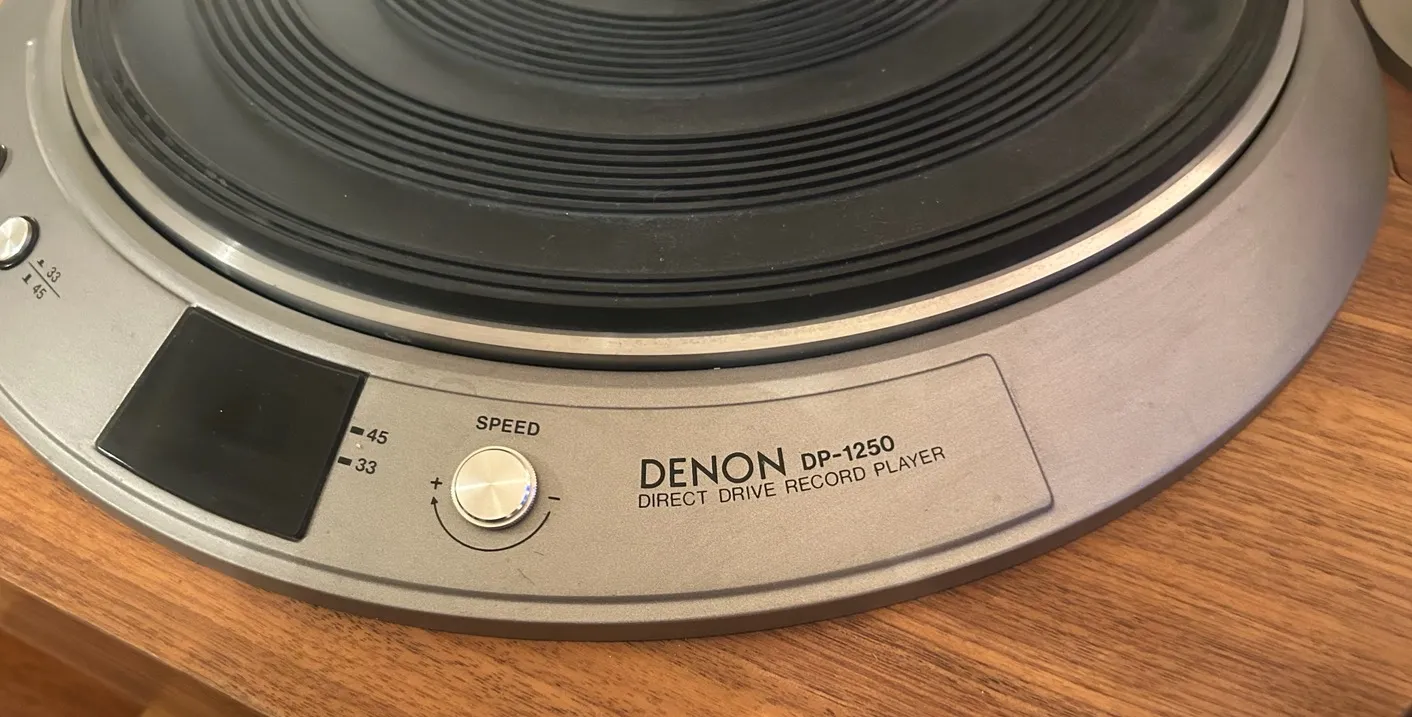 33
45
45
33
SPEED
+
−
DENON DP-1250
DIRECT DRIVE RECORD PLAYER